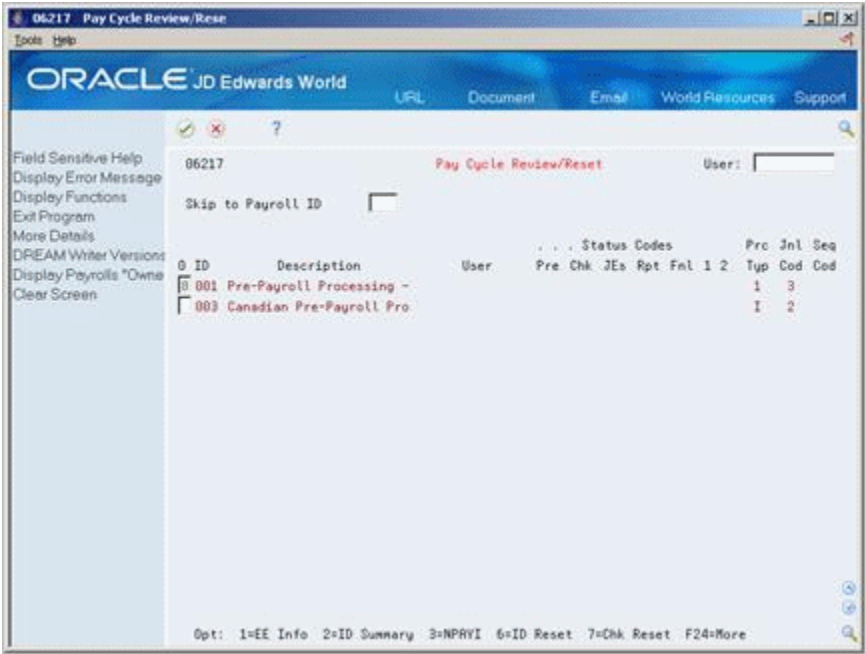 06217 Pay Cycle Review/Rese
Tools Help
ORACLE JD Edwards World
URL Document Email World Resources Support
?
Field Sensitive Help
Display Error Message
Display Functions
Exit Program
More Details
DREAM Writer Versions
Display Payrolls "Owne
Clear Screen
06217 Pay Cycle Review/Reset User:
Skip to Payroll ID
. . . Status Codes Prc Jnl Seq
O ID Description User Pre Chk JEs Rpt Fnl 1 2 Typ Cod Cod
001 Pre-Payroll Processing - 1 3
003 Canadian Pre-Payroll Pro I 2
Opt: 1=EE Info 2=ID Summary 3=NPAYI 6=ID Reset 7=Chk Reset F24=More